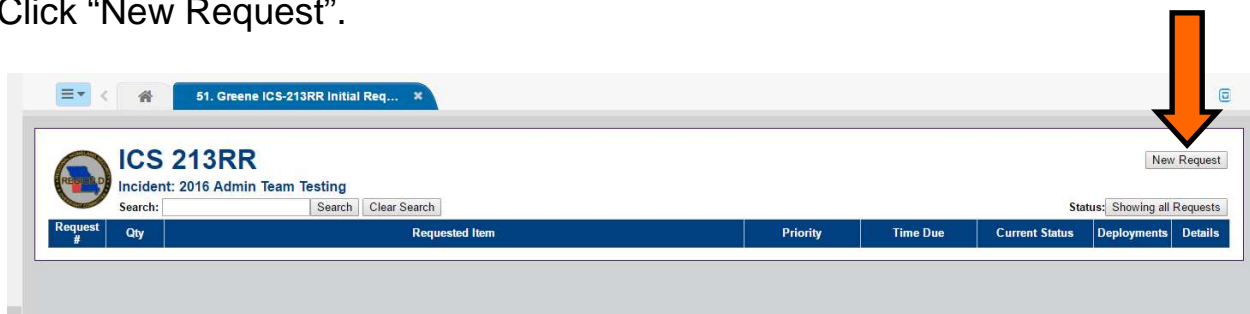 Click “New Request”.
51. Greene ICS-213RR Initial Req...
ICS 213RR
New Request
Incident: 2016 Admin Team Testing
Search: Search Clear Search Status: Showing all Requests
Request # Qty Requested Item Priority Time Due Current Status Deployments Details